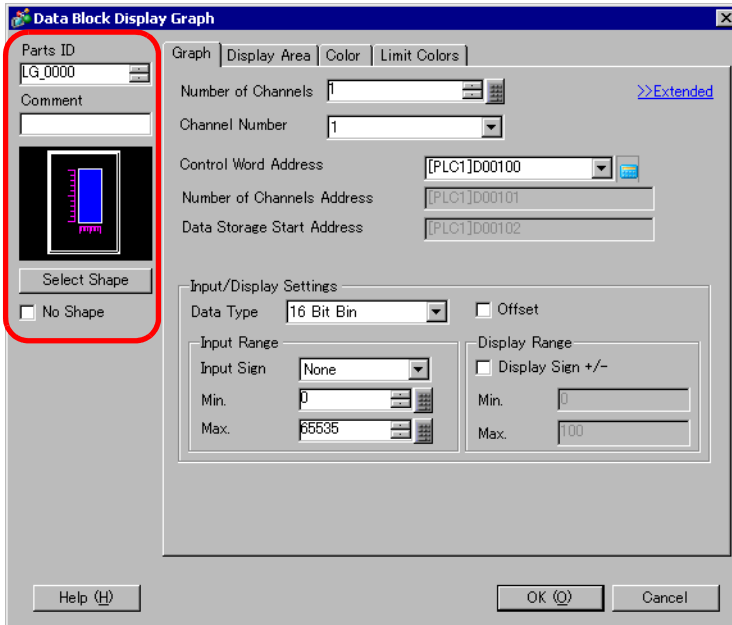 Data Block Display Graph
Parts ID
LG_0000
Comment
Select Shape
No Shape
Graph
Display Area
Color
Limit Colors
Number of Channels 1
>>Extended
Channel Number 1
Control Word Address [PLC1]D00100
Number of Channels Address [PLC1]D00101
Data Storage Start Address [PLC1]D00102
Input/Display Settings
Data Type 16 Bit Bin
Offset
Input Range
Input Sign None
Min. 0
Max. 65535
Display Range
Display Sign +/-
Min. 0
Max. 100
Help (H)
OK (O)
Cancel